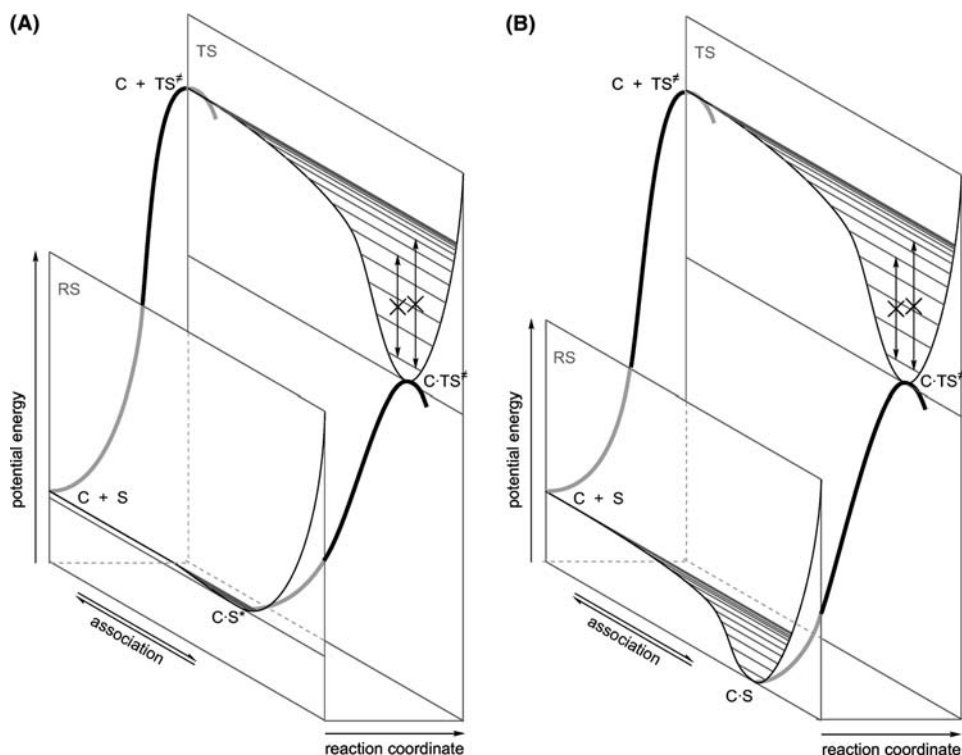 (A)
TS
C + TS≠
RS
potential energy
C·TS≠
C + S
C·S*
association
reaction coordinate
(B)
TS
C + TS≠
RS
potential energy
C·TS≠
C + S
association
C·S
reaction coordinate